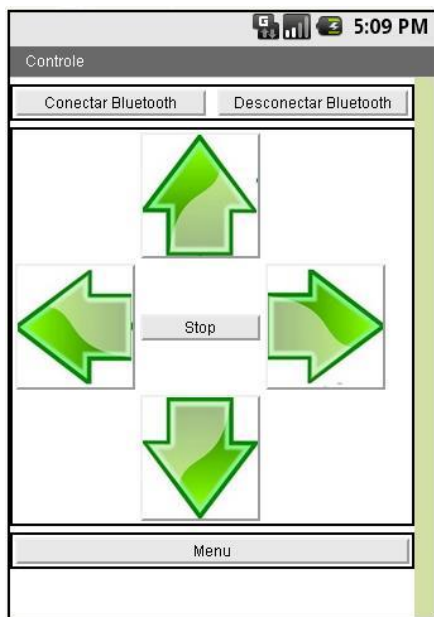 G
5:09 PM
Controle
Conectar Bluetooth Desconectar Bluetooth
Stop
Menu